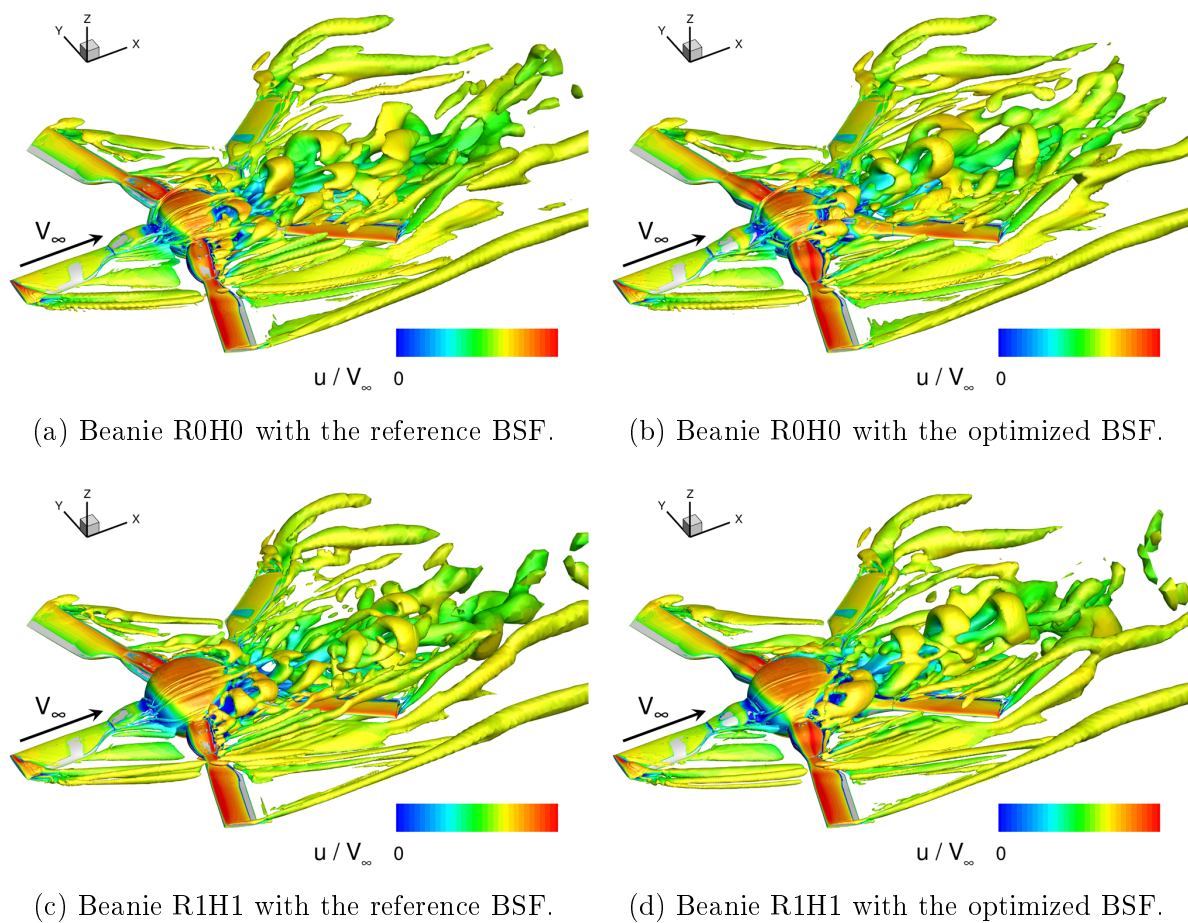 Z
Y
X
V∞
u / V∞ 0
(a) Beanie R0H0 with the reference BSF.
Z
Y
X
V∞
u / V∞ 0
(b) Beanie R0H0 with the optimized BSF.
Z
Y
X
V∞
u / V∞ 0
(c) Beanie R1H1 with the reference BSF.
Z
Y
X
V∞
u / V∞ 0
(d) Beanie R1H1 with the optimized BSF.